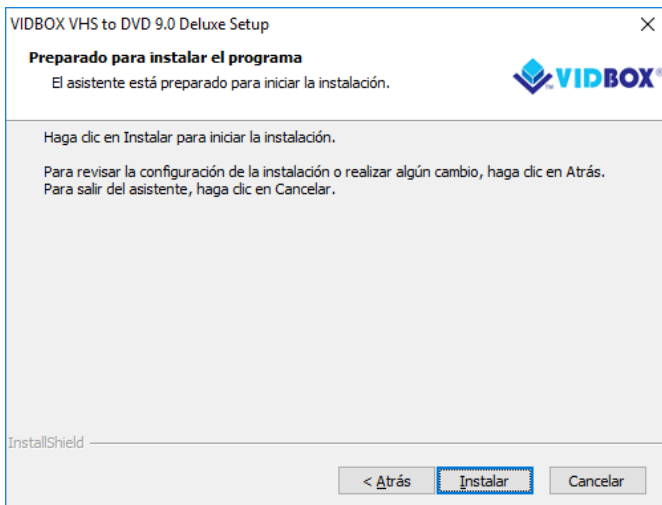 VIDBOX VHS to DVD 9.0 Deluxe Setup
Preparado para instalar el programa
El asistente está preparado para iniciar la instalación.
VIDBOX®
Haga clic en Instalar para iniciar la instalación.
Para revisar la configuración de la instalación o realizar algún cambio, haga clic en Atrás.
Para salir del asistente, haga clic en Cancelar.
InstallShield
< Atrás
Instalar
Cancelar